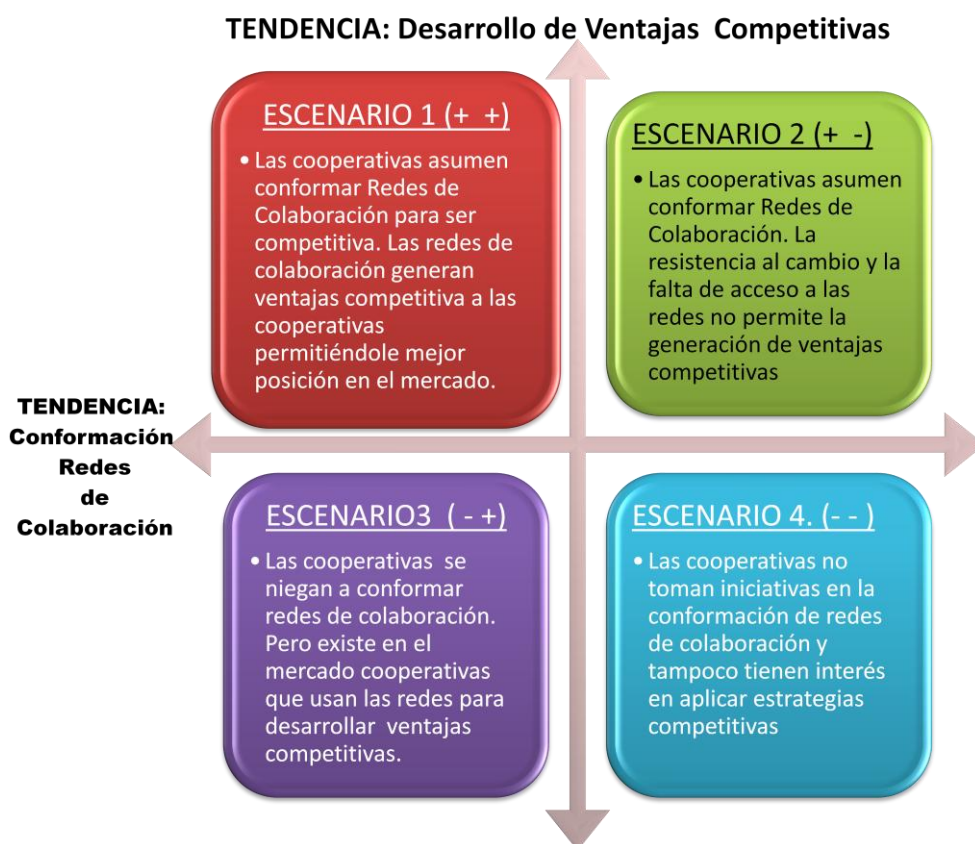 TENDENCIA: Desarrollo de Ventajas  Competitivas
ESCENARIO 1 (+  +)
• Las cooperativas asumen
conformar Redes de
Colaboración para ser
competitiva. Las redes de
colaboración generan
ventajas competitiva a las
cooperativas
permitiéndole mejor
posición en el mercado.
ESCENARIO 2 (+  -)
• Las cooperativas asumen
conformar Redes de
Colaboración. La
resistencia al cambio y la
falta de acceso a las
redes no permite la
generación de ventajas
competitivas
TENDENCIA:
Conformación
Redes
de
Colaboración
ESCENARIO3  ( - +)
• Las cooperativas  se
niegan a conformar
redes de colaboración.
Pero existe en el
mercado cooperativas
que usan las redes para
desarrollar  ventajas
competitivas.
ESCENARIO 4. (- - )
• Las cooperativas no
toman iniciativas en la
conformación de redes
de colaboración y
tampoco tienen interés
en aplicar estrategias
competitivas